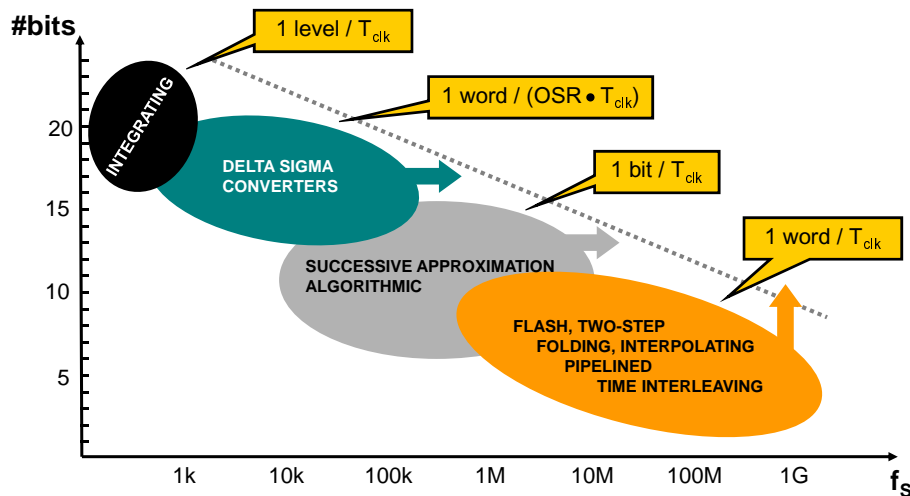 #bits
1 level / Tclk
1 word / (OSR • Tclk)
1 bit / Tclk
1 word / Tclk
INTEGRATING
DELTA SIGMA
CONVERTERS
SUCCESSIVE APPROXIMATION
ALGORITHMIC
FLASH, TWO-STEP
FOLDING, INTERPOLATING
PIPELINED
TIME INTERLEAVING
20
15
10
5
1k 10k 100k 1M 10M 100M 1G
fS